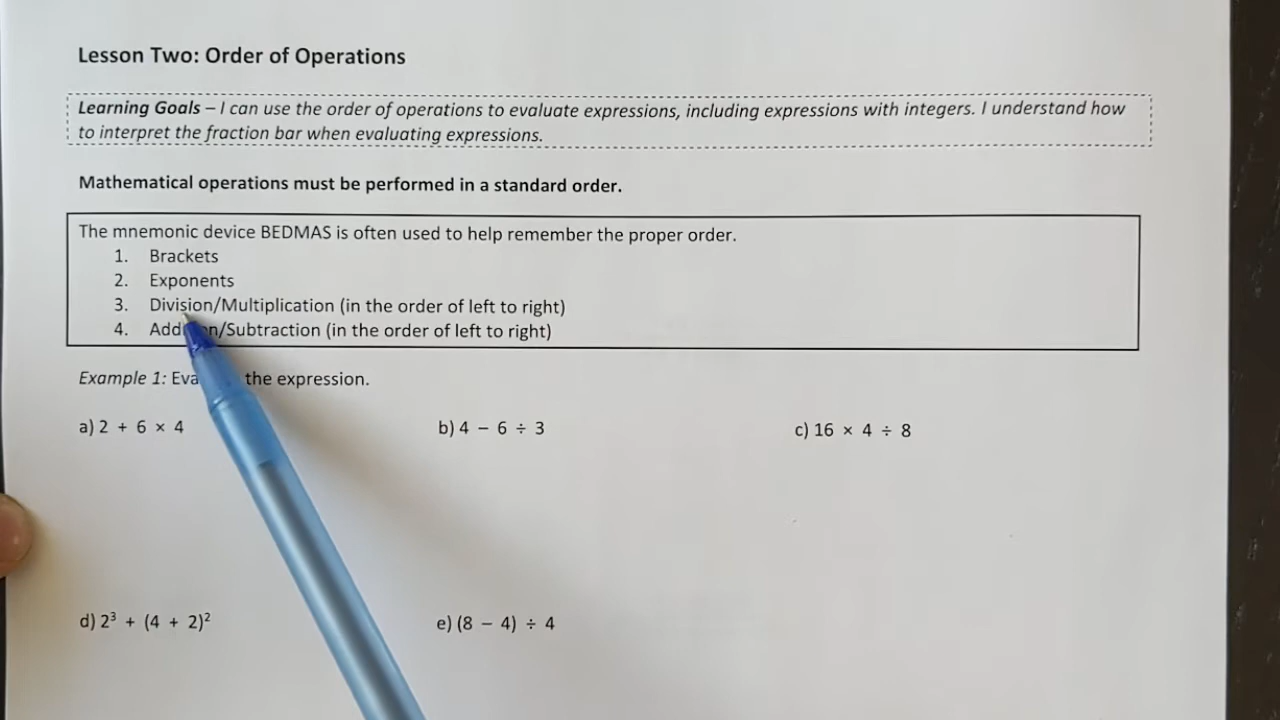 Lesson Two: Order of Operations
Learning Goals – I can use the order of operations to evaluate expressions, including expressions with integers. I understand how
to interpret the fraction bar when evaluating expressions.
Mathematical operations must be performed in a standard order.
The mnemonic device BEDMAS is often used to help remember the proper order.
1. Brackets
2. Exponents
3. Division/Multiplication (in the order of left to right)
4. Addition/Subtraction (in the order of left to right)
Example 1: the expression.
a) 2 + 6 × 4 b) 4 − 6 ÷ 3 c) 16 × 4 ÷ 8
d) 2³ + (4 + 2)² e) (8 − 4) ÷ 4